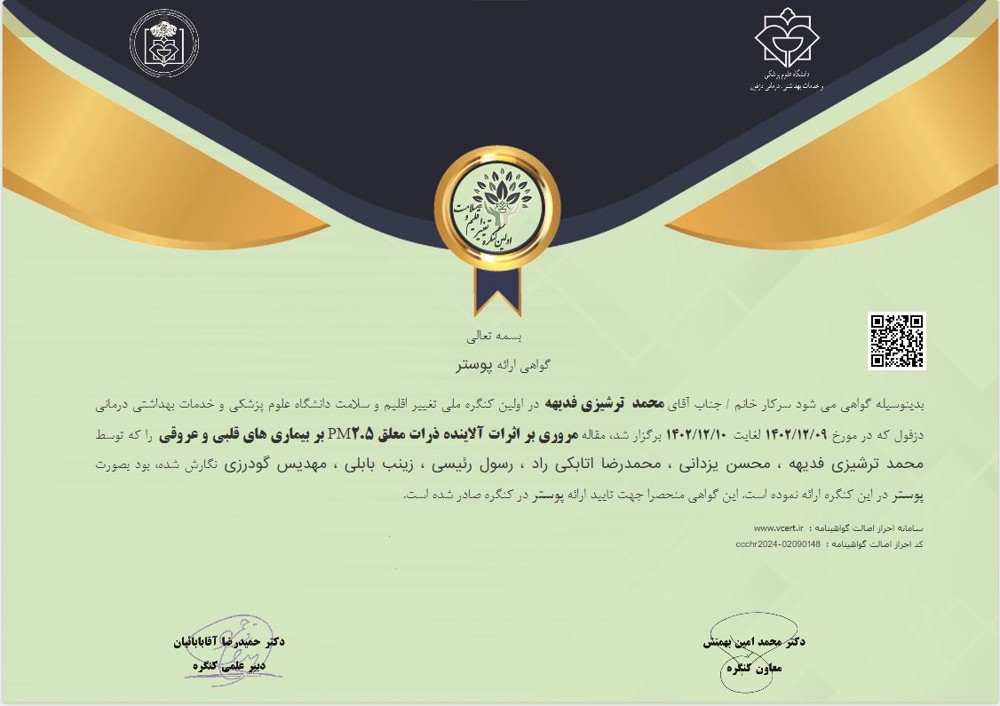 دانشگاه علوم پزشکی
و خدمات بهداشتی، درمانی دزفول
اولین کنگره
تغییر اقلیم و
سلامت
بسمه تعالی
گواهی ارائه پوستر
بدینوسیله گواهی می شود سرکار خانم / جناب آقای محمد ترشیزی فدیهه در اولین کنگره ملی تغییر اقلیم و سلامت دانشگاه علوم پزشکی و خدمات بهداشتی درمانی
دزفول که در مورخ ۱۴۰۲/۱۲/۰۹ لغایت ۱۴۰۲/۱۲/۱۰ برگزار شد، مقاله مروری بر اثرات آلاینده ذرات معلق PM۲.۵ بر بیماری های قلبی و عروقی را که توسط
محمد ترشیزی فدیهه ، محسن یزدانی ، محمدرضا اتابکی راد ، رسول رئیسی ، زینب بابلی ، مهدیس گودرزی نگارش شده، بود بصورت
پوستر در این کنگره ارائه نموده است. این گواهی منحصرا جهت تایید ارائه پوستر در کنگره صادر شده است.
سامانه احراز اصالت گواهینامه : www.vcert.ir
کد احراز اصالت گواهینامه : ccchr2024-02090148
دکتر محمد امین بهمنش
معاون کنگره
دکتر حمیدرضا آقابابائیان
دبیر علمی کنگره